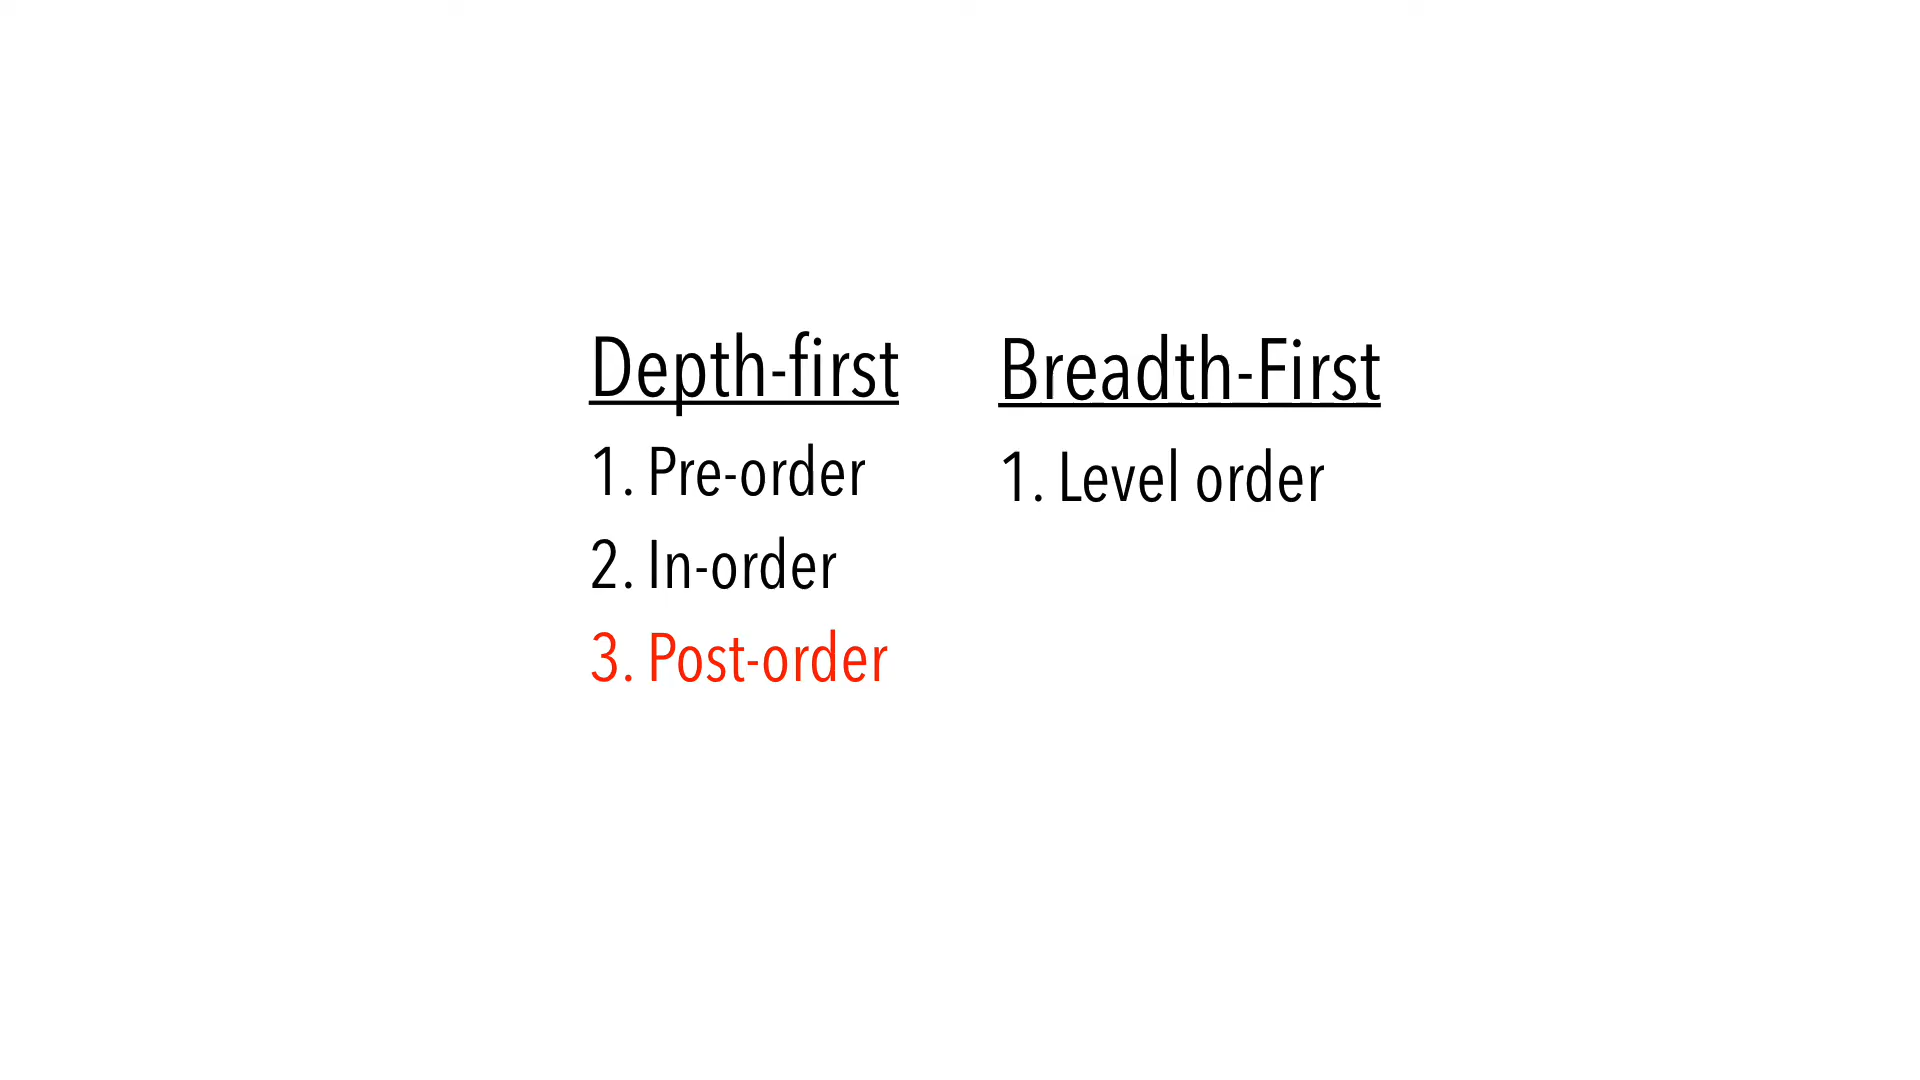 Depth-first
1. Pre-order
2. In-order
3. Post-order
Breadth-First
1. Level order